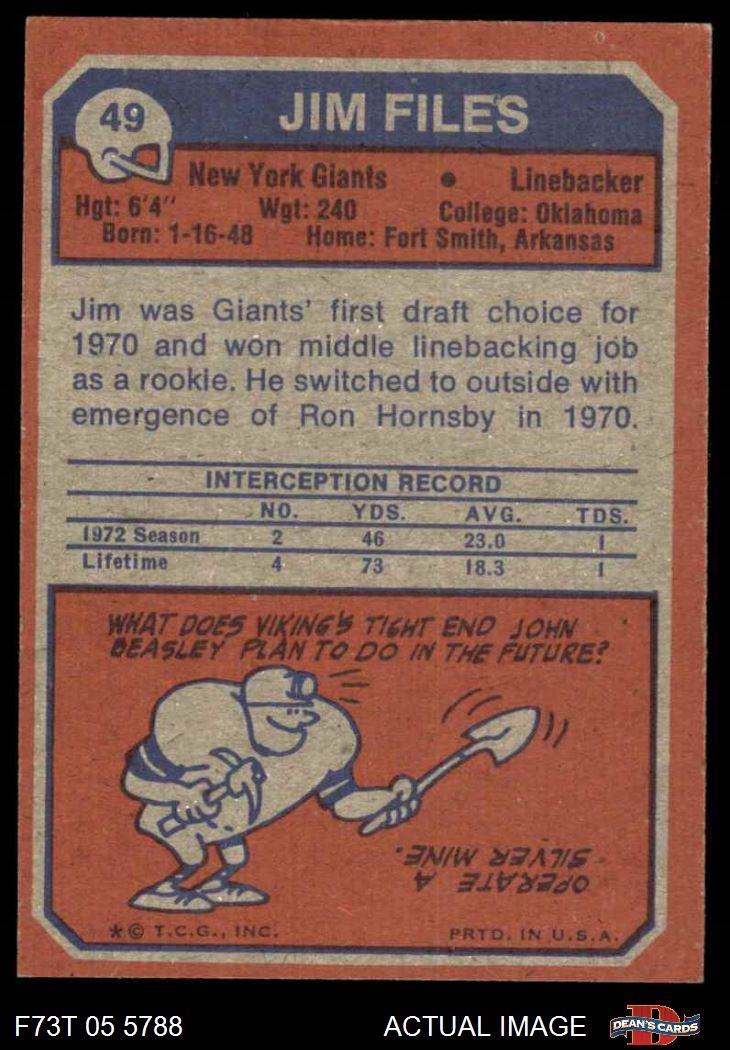 49
JIM FILES
New York Giants • Linebacker
Hgt: 6'4" Wgt: 240 College: Oklahoma
Born: 1-16-48 Home: Fort Smith, Arkansas
Jim was Giants' first draft choice for
1970 and won middle linebacking job
as a rookie. He switched to outside with
emergence of Ron Hornsby in 1970.
INTERCEPTION RECORD
NO. YDS. AVG. TDS.
1972 Season 2 46 23.0 1
Lifetime 4 73 18.3 1
WHAT DOES VIKING'S TIGHT END JOHN
BEASLEY PLAN TO DO IN THE FUTURE?
OPERATE A
SILVER MINE.
*© T.C.G., INC. PRTD. IN U.S.A.
F73T 05 5788 ACTUAL IMAGE
D
DEAN'S CARDS